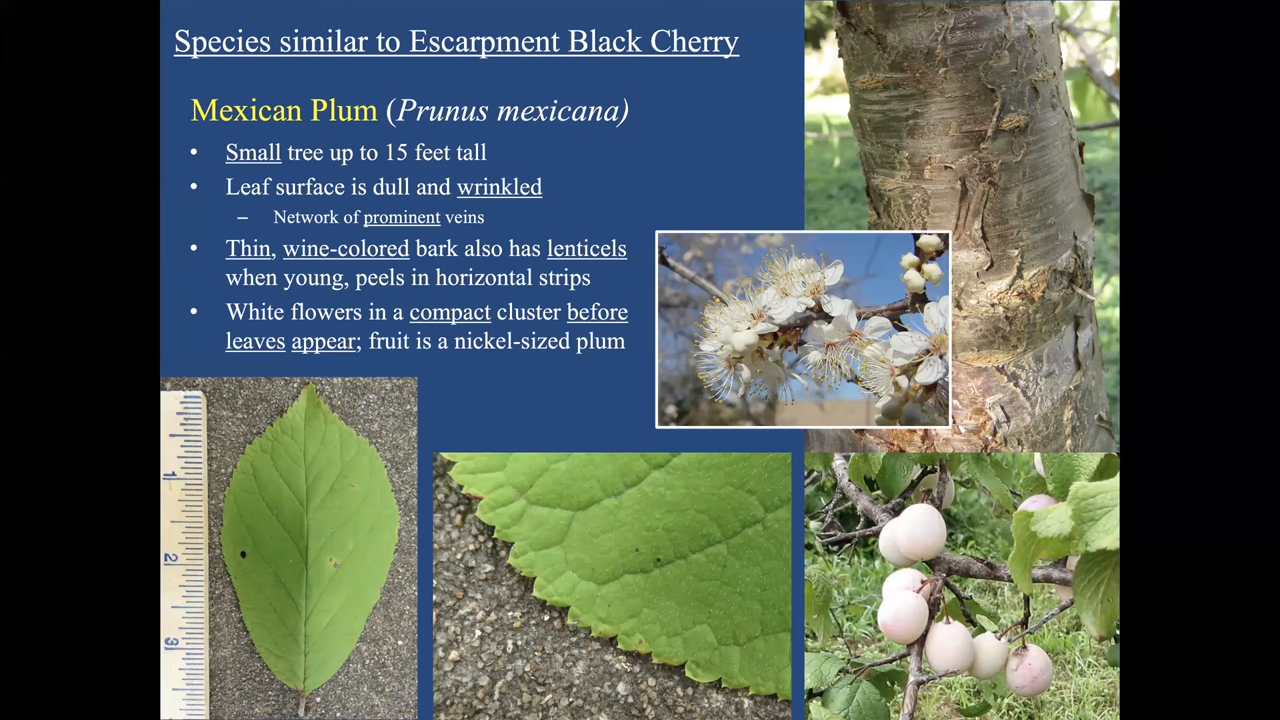 Species similar to Escarpment Black Cherry
Mexican Plum (Prunus mexicana)
• Small tree up to 15 feet tall
• Leaf surface is dull and wrinkled
– Network of prominent veins
• Thin, wine-colored bark also has lenticels
when young, peels in horizontal strips
• White flowers in a compact cluster before
leaves appear; fruit is a nickel-sized plum
1
2
3